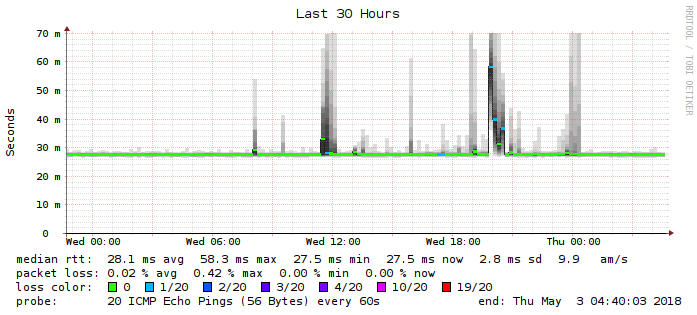 Last 30 Hours
RRDTOOL / TOBI OETIKER
Seconds
70 m
60 m
50 m
40 m
30 m
20 m
10 m
0
Wed 00:00 Wed 06:00 Wed 12:00 Wed 18:00 Thu 00:00
median rtt: 28.1 ms avg 58.3 ms max 27.5 ms min 27.5 ms now 2.8 ms sd 9.9 am/s
packet loss: 0.02 % avg 0.42 % max 0.00 % min 0.00 % now
loss color: 0 1/20 2/20 3/20 4/20 10/20 19/20
probe: 20 ICMP Echo Pings (56 Bytes) every 60s end: Thu May 3 04:40:03 2018